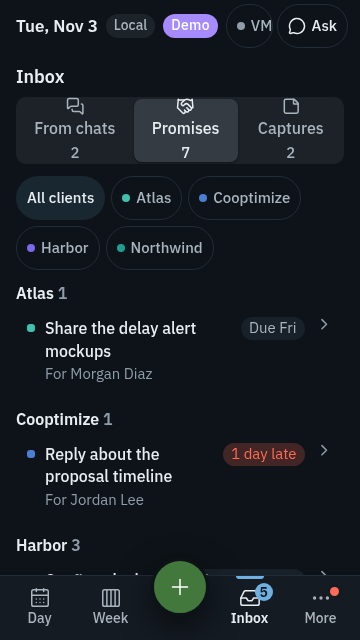 Tue, Nov 3 Local Demo VM Ask
Inbox
From chats Promises Captures
2 7 2
All clients Atlas Cooptimize
Harbor Northwind
Atlas 1
Share the delay alert Due Fri
mockups
For Morgan Diaz
Cooptimize 1
Reply about the 1 day late
proposal timeline
For Jordan Lee
Harbor 3
5
Day Week Inbox More